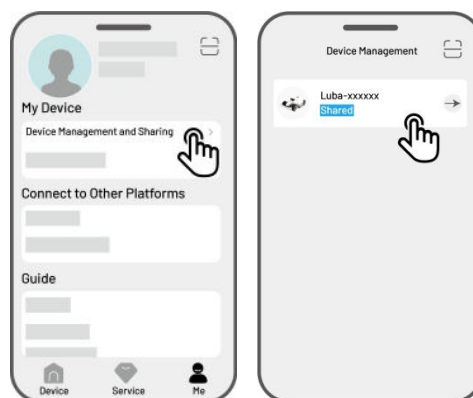 My Device
Device Management and Sharing
Connect to Other Platforms
Guide
Device Service Me
Device Management
Luba-xxxxxx
Shared